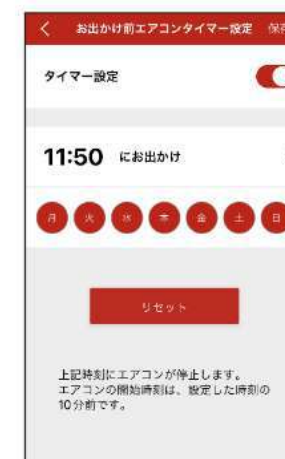 お出かけ前エアコンタイマー設定 保存
タイマー設定
11:50 にお出かけ
月 火 水 木 金 土 日
リセット
上記時刻にエアコンが停止します。
エアコンの開始時刻は、設定した時刻の
10分前です。